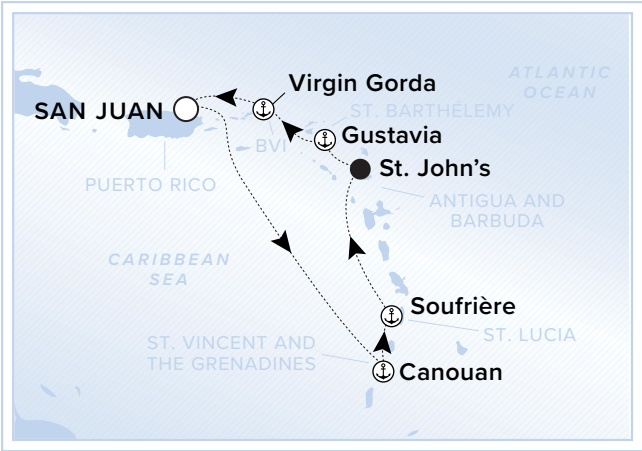 ATLANTIC
OCEAN
Virgin Gorda
SAN JUAN
ST. BARTHÉLEMY
Gustavia
BVI
St. John’s
PUERTO RICO
ANTIGUA AND
BARBUDA
CARIBBEAN
SEA
Soufrière
ST. LUCIA
ST. VINCENT AND
THE GRENADINES
Canouan